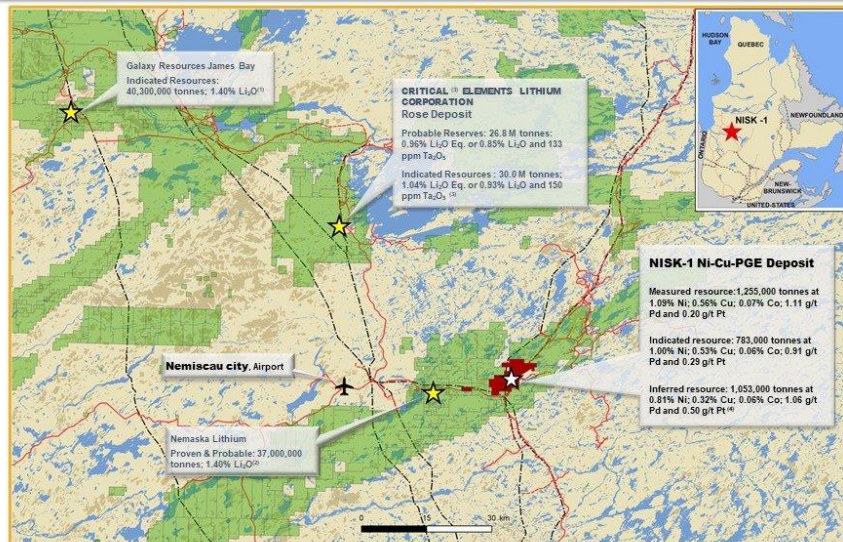 Galaxy Resources James Bay
Indicated Resources:
40,300,000 tonnes; 1.40% Li₂O⁽¹⁾
CRITICAL ⁽³⁾ ELEMENTS LITHIUM
CORPORATION
Rose Deposit
Probable Reserves: 26.8 M tonnes:
0.96% Li₂O Eq. or 0.85% Li₂O and 133
ppm Ta₂O₅
Indicated Resources : 30.0 M tonnes;
1.04% Li₂O Eq. or 0.93% Li₂O and 150
ppm Ta₂O₅ ⁽³⁾
HUDSON
BAY
QUEBEC
NISK -1
NEWFOUNDLAND
ONTARIO
NEW-
BRUNSWICK
UNITED-STATES
NISK-1 Ni-Cu-PGE Deposit
Measured resource:1,255,000 tonnes at
1.09% Ni; 0.56% Cu; 0.07% Co; 1.11 g/t
Pd and 0.20 g/t Pt
Indicated resource: 783,000 tonnes at
1.00% Ni; 0.53% Cu; 0.06% Co; 0.91 g/t
Pd and 0.29 g/t Pt
Inferred resource: 1,053,000 tonnes at
0.81% Ni; 0.32% Cu; 0.06% Co; 1.06 g/t
Pd and 0.50 g/t Pt ⁽⁴⁾
Nemiscau city, Airport
Nemaska Lithium
Proven & Probable: 37,000,000
tonnes; 1.40% Li₂O⁽²⁾
0 15 30 km